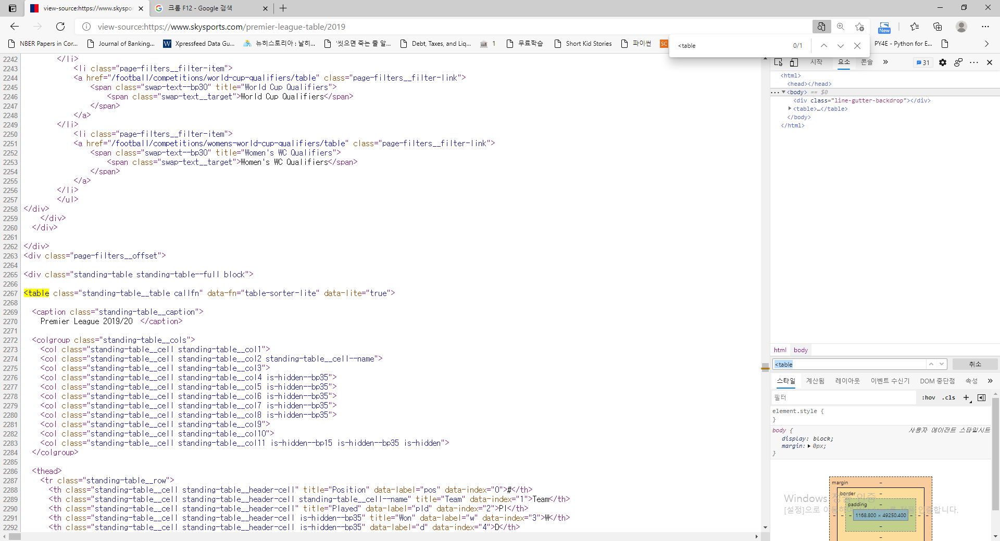 view-source:https://www.skyspor
크롬 F12 - Google 검색
view-source:https://www.skysports.com/premier-league-table/2019
New
NBER Papers in Cor...
Journal of Banking...
Xpressfeed Data Gu...
뉴히스토리아 : 날히...
'씻으면 죽는 줄 알...
Debt, Taxes, and Liq...
1
무료학습
Short Kid Stories
파이썬
SC
PY4E - Python for E...
<table
0/1
2242 </li>
2243 <li class="page-filters__filter-item">
2244 <a href="/football/competitions/world-cup-qualifiers/table" class="page-filters__filter-link">
2245 <span class="swap-text--bp30" title="World Cup Qualifiers">
2246 <span class="swap-text__target">World Cup Qualifiers</span>
2247 </span>
2248 </a>
2249 </li>
2250 <li class="page-filters__filter-item">
2251 <a href="/football/competitions/womens-world-cup-qualifiers/table" class="page-filters__filter-link">
2252 <span class="swap-text--bp30" title="Women's WC Qualifiers">
2253 <span class="swap-text__target">Women's WC Qualifiers</span>
2254 </span>
2255 </a>
2256 </li>
2257 </ul>
2258 </div>
2259 </div>
2260 </div>
2261
2262 </div>
2263 <div class="page-filters__offset">
2264
2265 <div class="standing-table standing-table--full block">
2266
2267 <table class="standing-table__table callfn" data-fn="table-sorter-lite" data-lite="true">
2268
2269 <caption class="standing-table__caption">
2270 Premier League 2019/20 </caption>
2271
2272 <colgroup class="standing-table__cols">
2273 <col class="standing-table__cell standing-table__col1">
2274 <col class="standing-table__cell standing-table__col2 standing-table__cell--name">
2275 <col class="standing-table__cell standing-table__col3">
2276 <col class="standing-table__cell standing-table__col4 is-hidden--bp35">
2277 <col class="standing-table__cell standing-table__col5 is-hidden--bp35">
2278 <col class="standing-table__cell standing-table__col6 is-hidden--bp35">
2279 <col class="standing-table__cell standing-table__col7 is-hidden--bp35">
2280 <col class="standing-table__cell standing-table__col8 is-hidden--bp35">
2281 <col class="standing-table__cell standing-table__col9">
2282 <col class="standing-table__cell standing-table__col10">
2283 <col class="standing-table__cell standing-table__col11 is-hidden--bp15 is-hidden--bp35 is-hidden">
2284 </colgroup>
2285
2286 <thead>
2287 <tr class="standing-table__row">
2288 <th class="standing-table__cell standing-table__header-cell" title="Position" data-label="pos" data-index="0">#</th>
2289 <th class="standing-table__cell standing-table__header-cell standing-table__cell--name" title="Team" data-index="1">Team</th>
2290 <th class="standing-table__cell standing-table__header-cell" title="Played" data-label="pld" data-index="2">Pl</th>
2291 <th class="standing-table__cell standing-table__header-cell is-hidden--bp35" title="Won" data-label="w" data-index="3">W</th>
2292 <th class="standing-table__cell standing-table__header-cell is-hidden--bp35" data-label="d" data-index="4">D</th>
시작 요소 콘솔 » 31
<html>
<head></head>
... <body> == $0
<div class="line-gutter-backdrop"></div>
<table>…</table>
</body>
</html>
html body
<table
취소
스타일 계산됨 레이아웃 이벤트 수신기 DOM 중단점 속성 »
필터
:hov .cls +
element.style {
}
body {
사용자 에이전트 스타일시트
display: block;
margin: 0px;
}
margin
border
padding
1168.800 × 49250.400
Windows 정품 인증
[설정]으로 이동하여 정품 인증합니다.